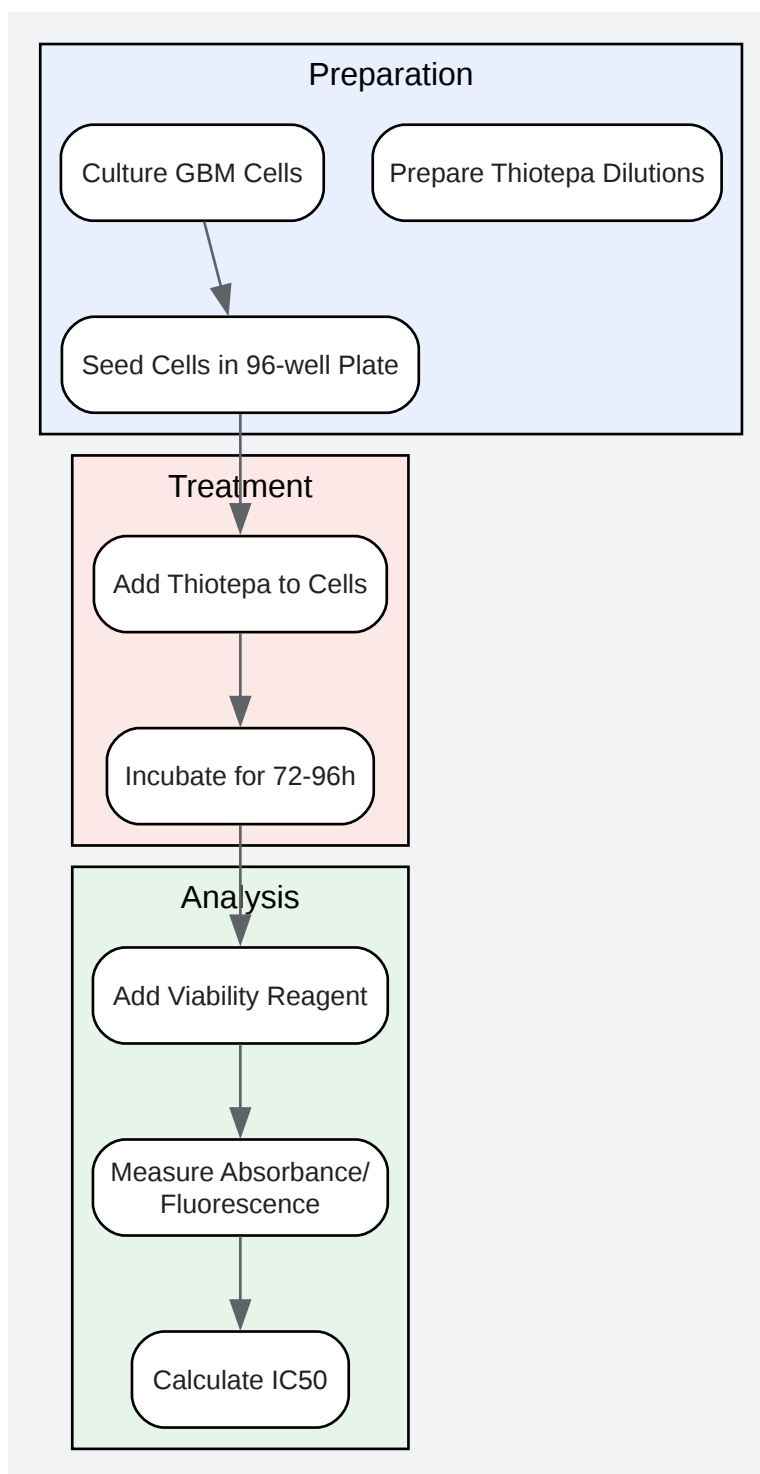 Preparation
Culture GBM Cells
Prepare Thiotepa Dilutions
Seed Cells in 96-well Plate
Treatment
Add Thiotepa to Cells
Incubate for 72-96h
Analysis
Add Viability Reagent
Measure Absorbance/
Fluorescence
Calculate IC50